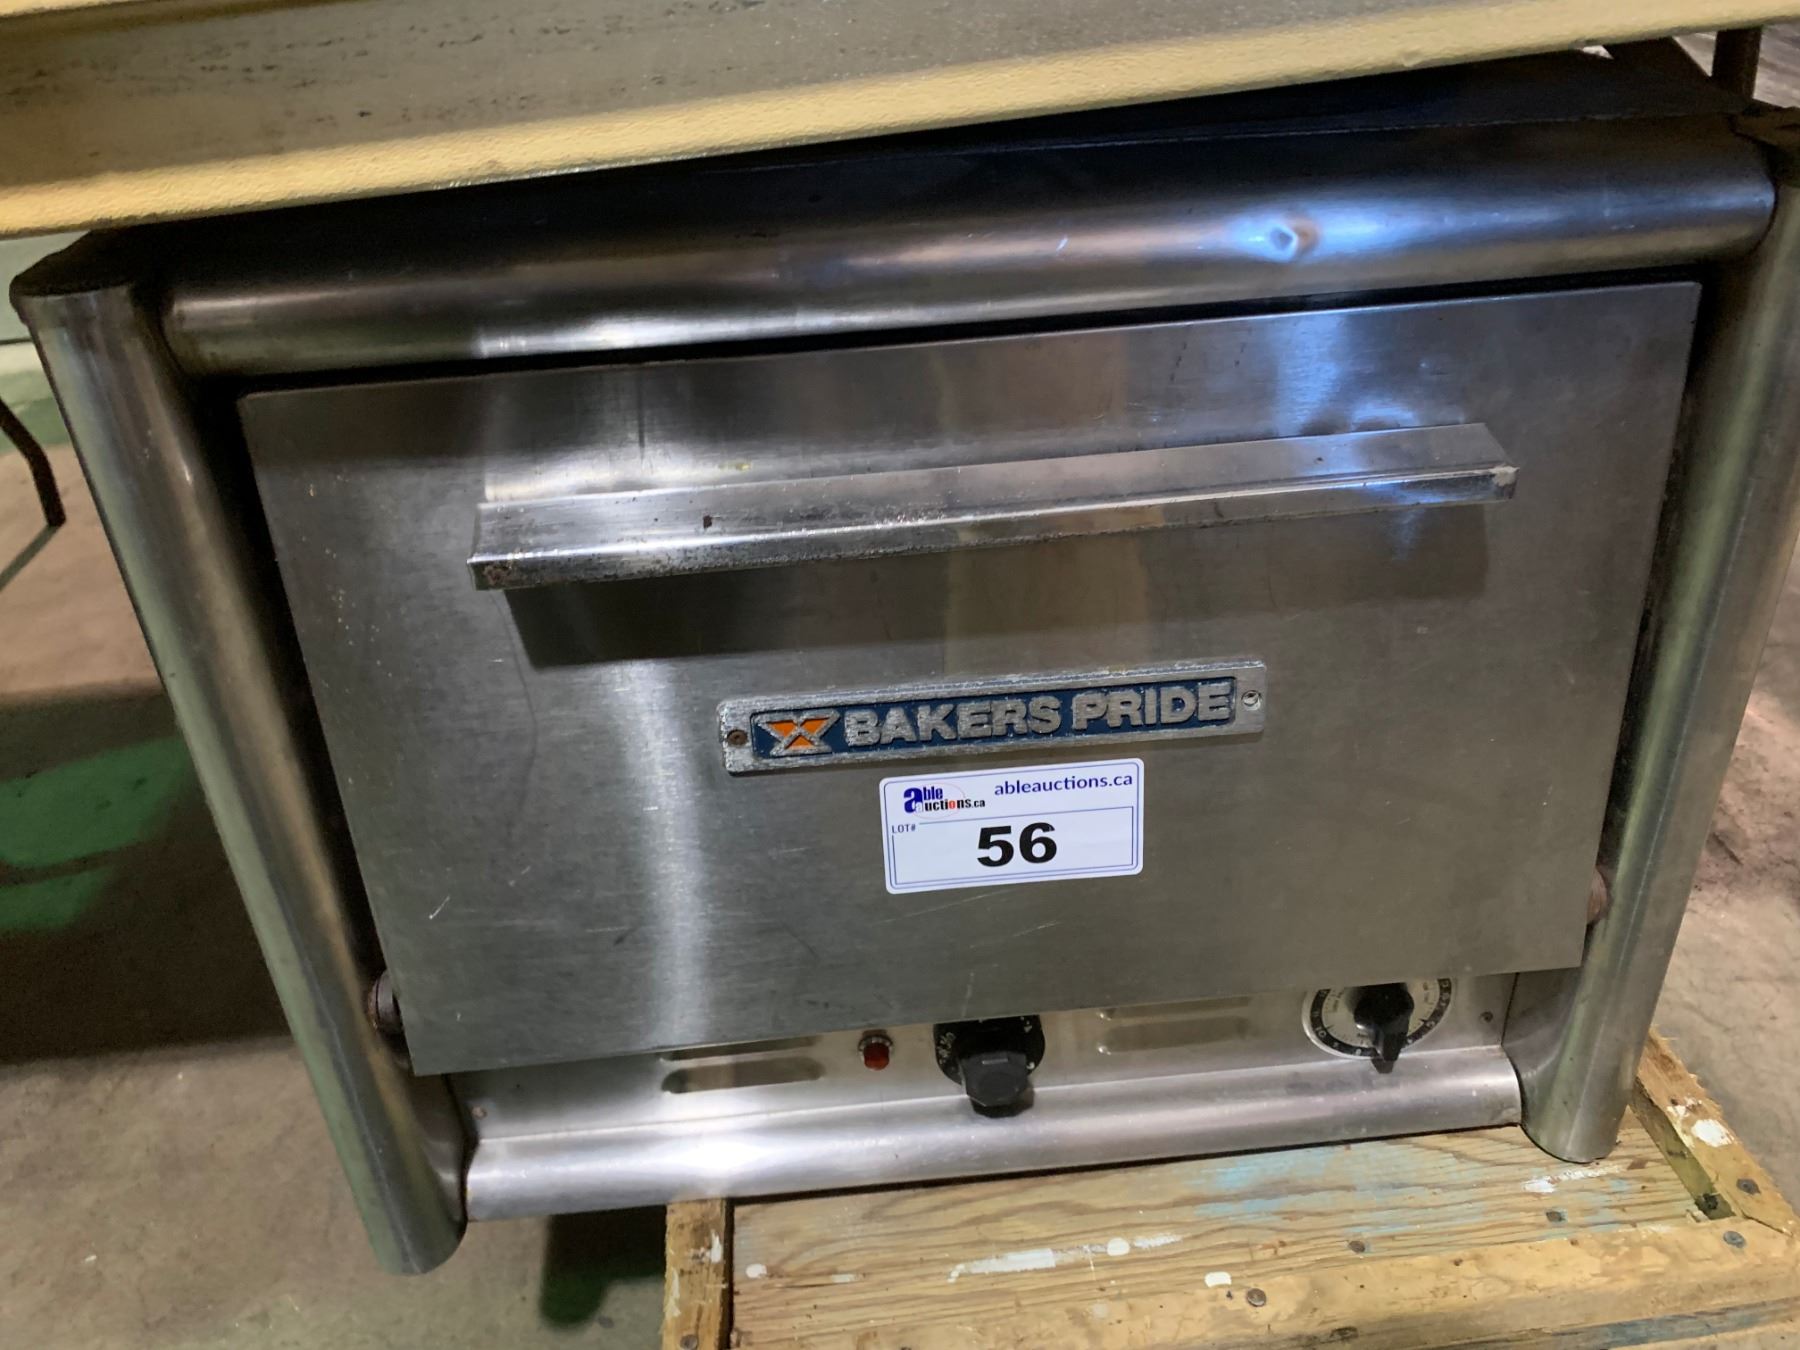 BAKERS PRIDE
able auctions.ca
ableauctions.ca
LOT#
56